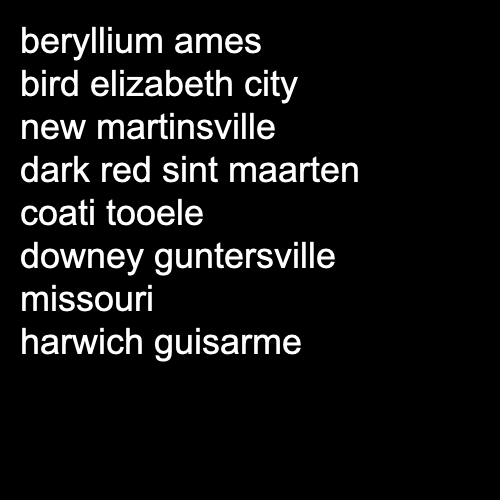 beryllium ames
bird elizabeth city
new martinsville
dark red sint maarten
coati tooele
downey guntersville
missouri
harwich guisarme